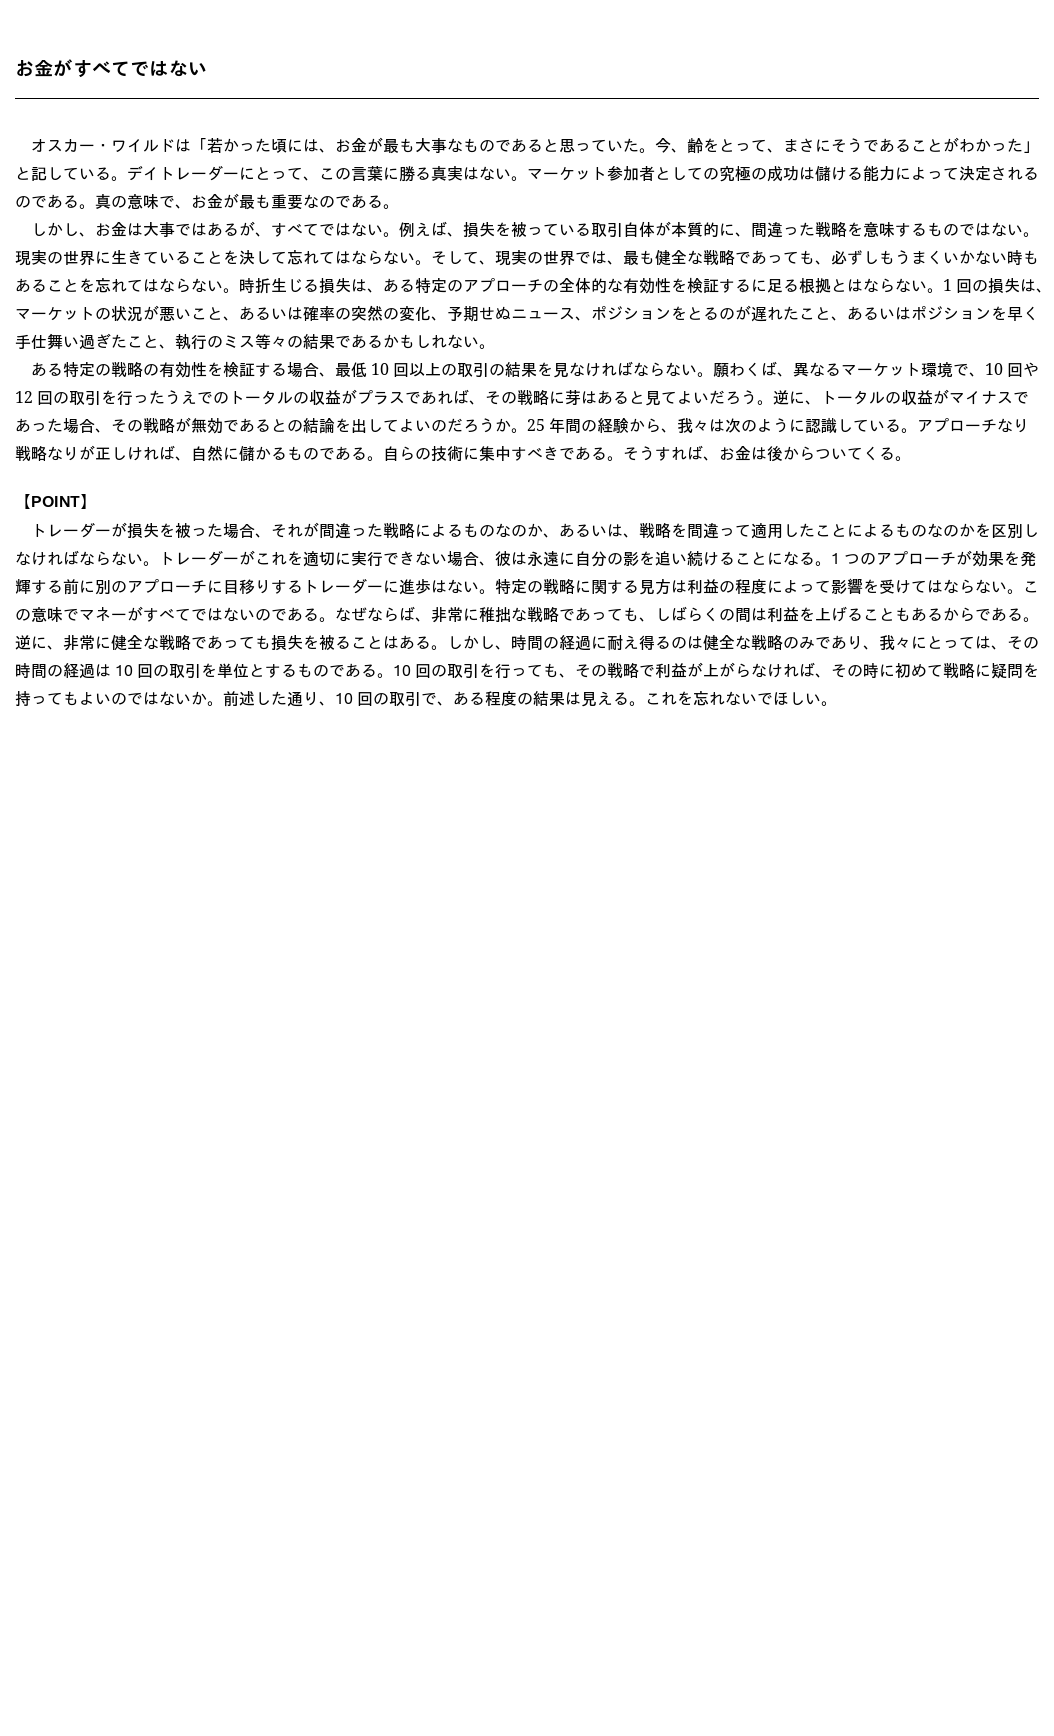 お金がすべてではない
　オスカー・ワイルドは「若かった頃には、お金が最も大事なものであると思っていた。今、齢をとって、まさにそうであることがわかった」
と記している。デイトレーダーにとって、この言葉に勝る真実はない。マーケット参加者としての究極の成功は儲ける能力によって決定される
のである。真の意味で、お金が最も重要なのである。
　しかし、お金は大事ではあるが、すべてではない。例えば、損失を被っている取引自体が本質的に、間違った戦略を意味するものではない。
現実の世界に生きていることを決して忘れてはならない。そして、現実の世界では、最も健全な戦略であっても、必ずしもうまくいかない時も
あることを忘れてはならない。時折生じる損失は、ある特定のアプローチの全体的な有効性を検証するに足る根拠とはならない。1 回の損失は、
マーケットの状況が悪いこと、あるいは確率の突然の変化、予期せぬニュース、ポジションをとるのが遅れたこと、あるいはポジションを早く
手仕舞い過ぎたこと、執行のミス等々の結果であるかもしれない。
　ある特定の戦略の有効性を検証する場合、最低 10 回以上の取引の結果を見なければならない。願わくば、異なるマーケット環境で、10 回や
12 回の取引を行ったうえでのトータルの収益がプラスであれば、その戦略に芽はあると見てよいだろう。逆に、トータルの収益がマイナスで
あった場合、その戦略が無効であるとの結論を出してよいのだろうか。25 年間の経験から、我々は次のように認識している。アプローチなり
戦略なりが正しければ、自然に儲かるものである。自らの技術に集中すべきである。そうすれば、お金は後からついてくる。
【POINT】
　トレーダーが損失を被った場合、それが間違った戦略によるものなのか、あるいは、戦略を間違って適用したことによるものなのかを区別し
なければならない。トレーダーがこれを適切に実行できない場合、彼は永遠に自分の影を追い続けることになる。1 つのアプローチが効果を発
揮する前に別のアプローチに目移りするトレーダーに進歩はない。特定の戦略に関する見方は利益の程度によって影響を受けてはならない。こ
の意味でマネーがすべてではないのである。なぜならば、非常に稚拙な戦略であっても、しばらくの間は利益を上げることもあるからである。
逆に、非常に健全な戦略であっても損失を被ることはある。しかし、時間の経過に耐え得るのは健全な戦略のみであり、我々にとっては、その
時間の経過は 10 回の取引を単位とするものである。10 回の取引を行っても、その戦略で利益が上がらなければ、その時に初めて戦略に疑問を
持ってもよいのではないか。前述した通り、10 回の取引で、ある程度の結果は見える。これを忘れないでほしい。